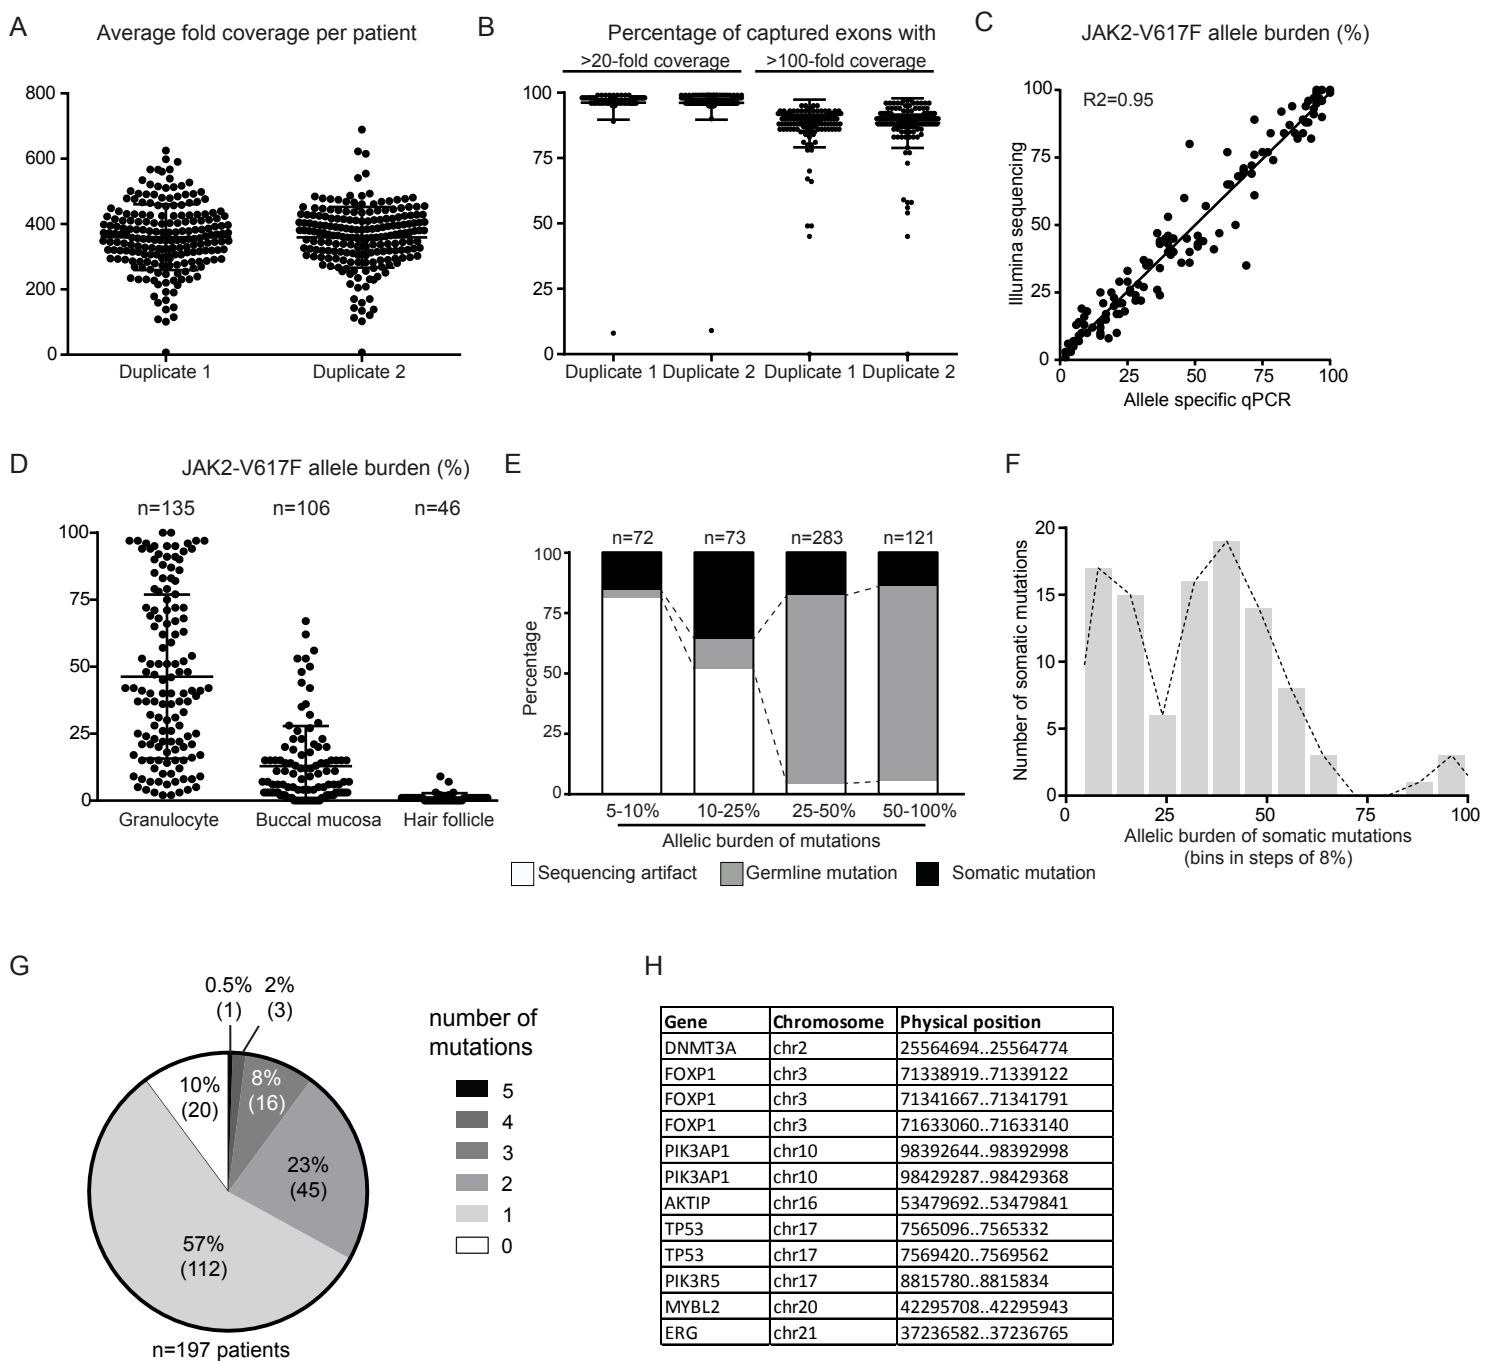 A
Average fold coverage per patient
800
600
400
200
0
Duplicate 1
Duplicate 2
B
Percentage of captured exons with
>20-fold coverage
>100-fold coverage
100
75
50
25
0
Duplicate 1
Duplicate 2
Duplicate 1
Duplicate 2
C
JAK2-V617F allele burden (%)
R2=0.95
Illumina sequencing
100
75
50
25
0
0
25
50
75
100
Allele specific qPCR
D
JAK2-V617F allele burden (%)
n=135
n=106
n=46
100
75
50
25
0
Granulocyte
Buccal mucosa
Hair follicle
E
n=72
n=73
n=283
n=121
Percentage
100
75
50
25
0
5-10%
10-25%
25-50%
50-100%
Allelic burden of mutations
Sequencing artifact
Germline mutation
Somatic mutation
F
Number of somatic mutations
20
15
10
5
0
0
25
50
75
100
Allelic burden of somatic mutations
(bins in steps of 8%)
G
0.5%
(1)
2%
(3)
8%
(16)
10%
(20)
23%
(45)
57%
(112)
n=197 patients
number of
mutations
5
4
3
2
1
0
H
Gene Chromosome Physical position
DNMT3A chr2 25564694..25564774
FOXP1 chr3 71338919..71339122
FOXP1 chr3 71341667..71341791
FOXP1 chr3 71633060..71633140
PIK3AP1 chr10 98392644..98392998
PIK3AP1 chr10 98429287..98429368
AKTIP chr16 53479692..53479841
TP53 chr17 7565096..7565332
TP53 chr17 7569420..7569562
PIK3R5 chr17 8815780..8815834
MYBL2 chr20 42295708..42295943
ERG chr21 37236582..37236765